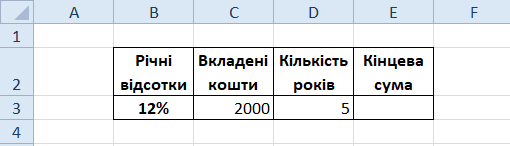 A B C D E F
1
2 Річні відсотки Вкладені кошти Кількість років Кінцева сума
3 12% 2000 5
4